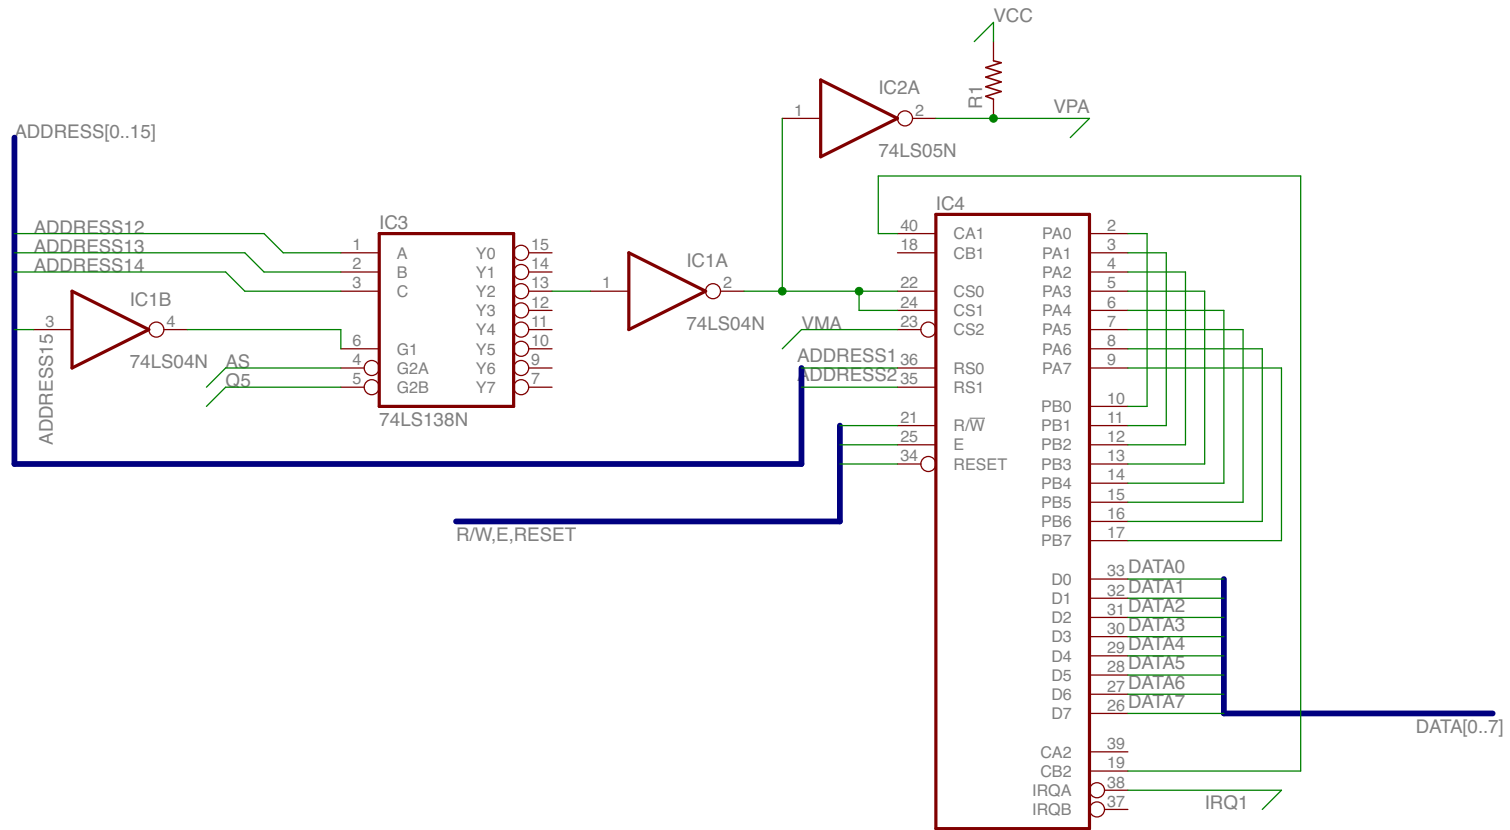 VCC
R1
VPA
IC2A
1
2
74LS05N
ADDRESS[0..15]
ADDRESS12
ADDRESS13
ADDRESS14
ADDRESS15
IC1B
3
4
74LS04N
AS
Q5
IC3
1 A Y0 15
2 B Y1 14
3 C Y2 13
Y3 12
Y4 11
6 G1 Y5 10
4 G2A Y6 9
5 G2B Y7 7
74LS138N
IC1A
1
2
74LS04N
VMA
ADDRESS1
ADDRESS2
R/W,E,RESET
IC4
40 CA1 PA0 2
18 CB1 PA1 3
PA2 4
22 CS0 PA3 5
24 CS1 PA4 6
23 CS2 PA5 7
PA6 8
36 RS0 PA7 9
35 RS1
PB0 10
21 R/W PB1 11
25 E PB2 12
34 RESET PB3 13
PB4 14
PB5 15
PB6 16
PB7 17
D0 33 DATA0
D1 32 DATA1
D2 31 DATA2
D3 30 DATA3
D4 29 DATA4
D5 28 DATA5
D6 27 DATA6
D7 26 DATA7
DATA[0..7]
CA2 39
CB2 19
IRQA 38
IRQ1
IRQB 37